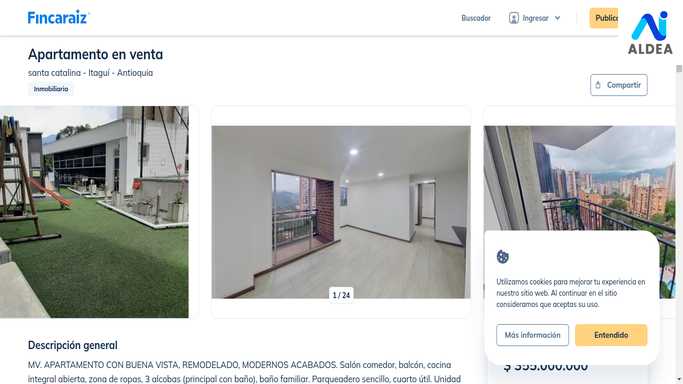 Fincaraiz
Buscador
Ingresar
Public
ALDEA
Apartamento en venta
santa catalina - Itaguí - Antioquia
Inmobiliario
Compartir
1 / 24
Utilizamos cookies para mejorar tu experiencia en
nuestro sitio web. Al continuar en el sitio
consideramos que aceptas su uso.
Más información
Entendido
$ 355.000.000
Descripción general
MV. APARTAMENTO CON BUENA VISTA, REMODELADO, MODERNOS ACABADOS. Salón comedor, balcón, cocina
integral abierta, zona de ropas, 3 alcobas (principal con baño), baño familiar. Parqueadero sencillo, cuarto útil. Unidad